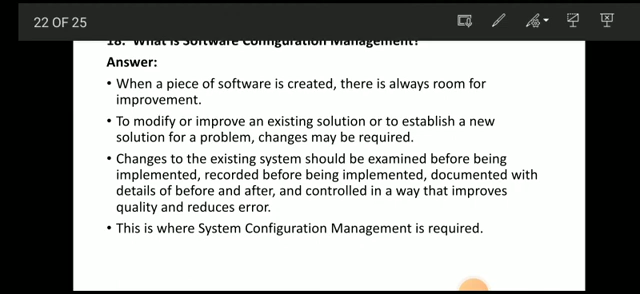 22 OF 25
18. What is Software Configuration Management?
Answer:
• When a piece of software is created, there is always room for
improvement.
• To modify or improve an existing solution or to establish a new
solution for a problem, changes may be required.
• Changes to the existing system should be examined before being
implemented, recorded before being implemented, documented with
details of before and after, and controlled in a way that improves
quality and reduces error.
• This is where System Configuration Management is required.